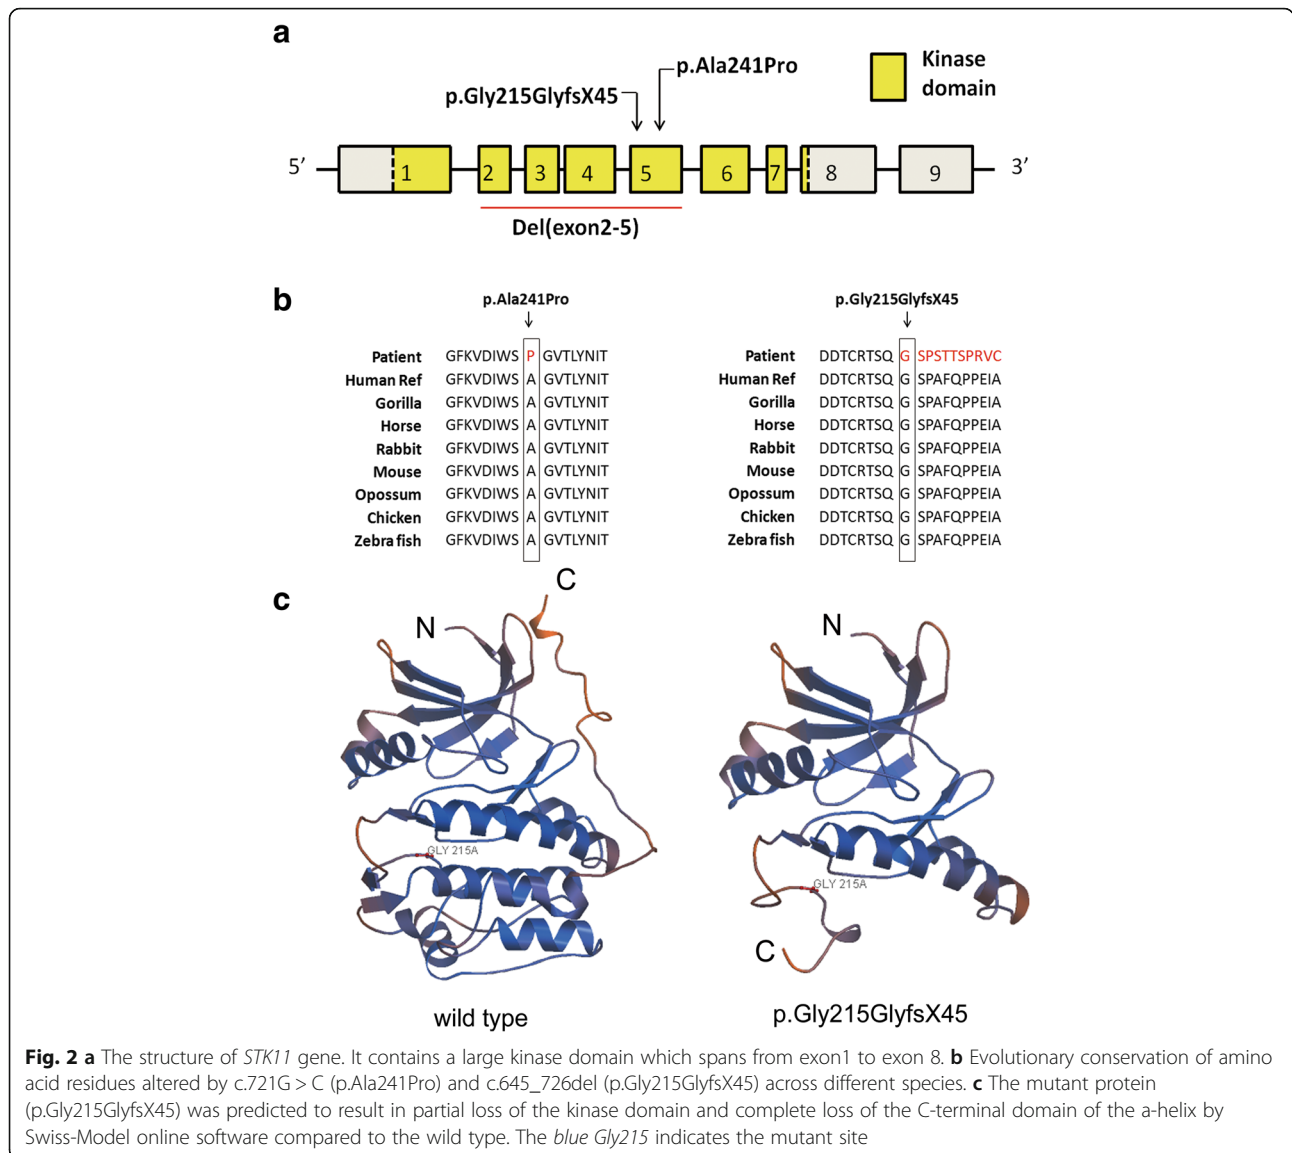 a
p.Ala241Pro
Kinase
domain
p.Gly215GlyfsX45
5’ 1 2 3 4 5 6 7 8 9 3’
Del(exon2-5)
b
p.Ala241Pro
Patient GFKVDIWS P GVTLYNIT
Human Ref GFKVDIWS A GVTLYNIT
Gorilla GFKVDIWS A GVTLYNIT
Horse GFKVDIWS A GVTLYNIT
Rabbit GFKVDIWS A GVTLYNIT
Mouse GFKVDIWS A GVTLYNIT
Opossum GFKVDIWS A GVTLYNIT
Chicken GFKVDIWS A GVTLYNIT
Zebra fish GFKVDIWS A GVTLYNIT
p.Gly215GlyfsX45
Patient DDTCRTSQ G SPSTTSPRVC
Human Ref DDTCRTSQ G SPAFQPPEIA
Gorilla DDTCRTSQ G SPAFQPPEIA
Horse DDTCRTSQ G SPAFQPPEIA
Rabbit DDTCRTSQ G SPAFQPPEIA
Mouse DDTCRTSQ G SPAFQPPEIA
Opossum DDTCRTSQ G SPAFQPPEIA
Chicken DDTCRTSQ G SPAFQPPEIA
Zebra fish DDTCRTSQ G SPAFQPPEIA
c
N
C
GLY 215A
wild type
N
GLY 215A
C
p.Gly215GlyfsX45
Fig. 2 a The structure of STK11 gene. It contains a large kinase domain which spans from exon1 to exon 8. b Evolutionary conservation of amino
acid residues altered by c.721G > C (p.Ala241Pro) and c.645_726del (p.Gly215GlyfsX45) across different species. c The mutant protein
(p.Gly215GlyfsX45) was predicted to result in partial loss of the kinase domain and complete loss of the C-terminal domain of the a-helix by
Swiss-Model online software compared to the wild type. The blue Gly215 indicates the mutant site